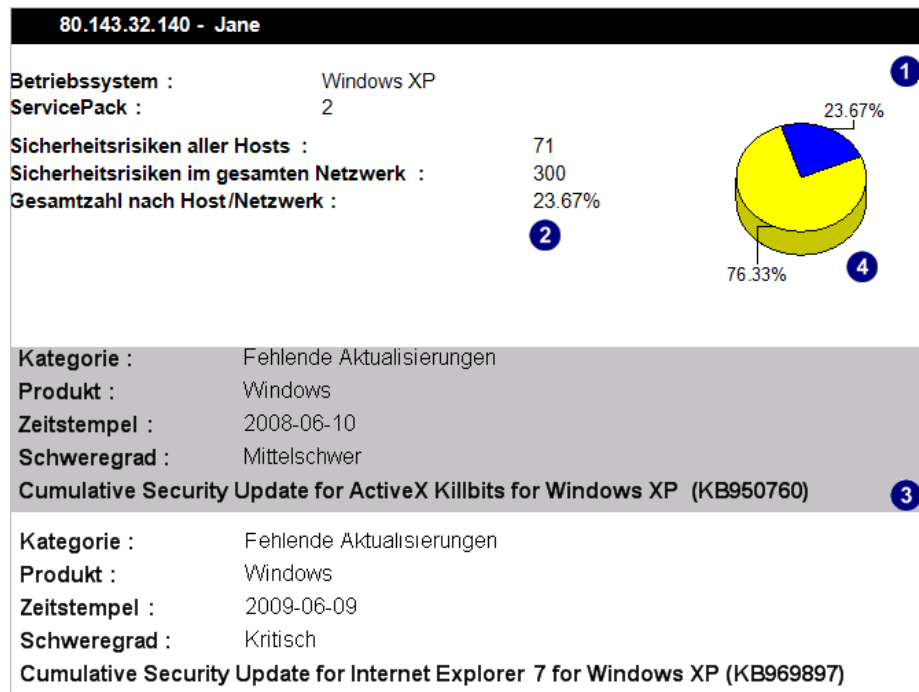 80.143.32.140 - Jane
1
Betriebssystem : Windows XP
ServicePack : 2
23.67%
Sicherheitsrisiken aller Hosts : 71
Sicherheitsrisiken im gesamten Netzwerk : 300
Gesamtzahl nach Host/Netzwerk : 23.67%
2
4
76.33%
Kategorie : Fehlende Aktualisierungen
Produkt : Windows
Zeitstempel : 2008-06-10
Schweregrad : Mittelschwer
Cumulative Security Update for ActiveX Killbits for Windows XP (KB950760)
3
Kategorie : Fehlende Aktualisierungen
Produkt : Windows
Zeitstempel : 2009-06-09
Schweregrad : Kritisch
Cumulative Security Update for Internet Explorer 7 for Windows XP (KB969897)